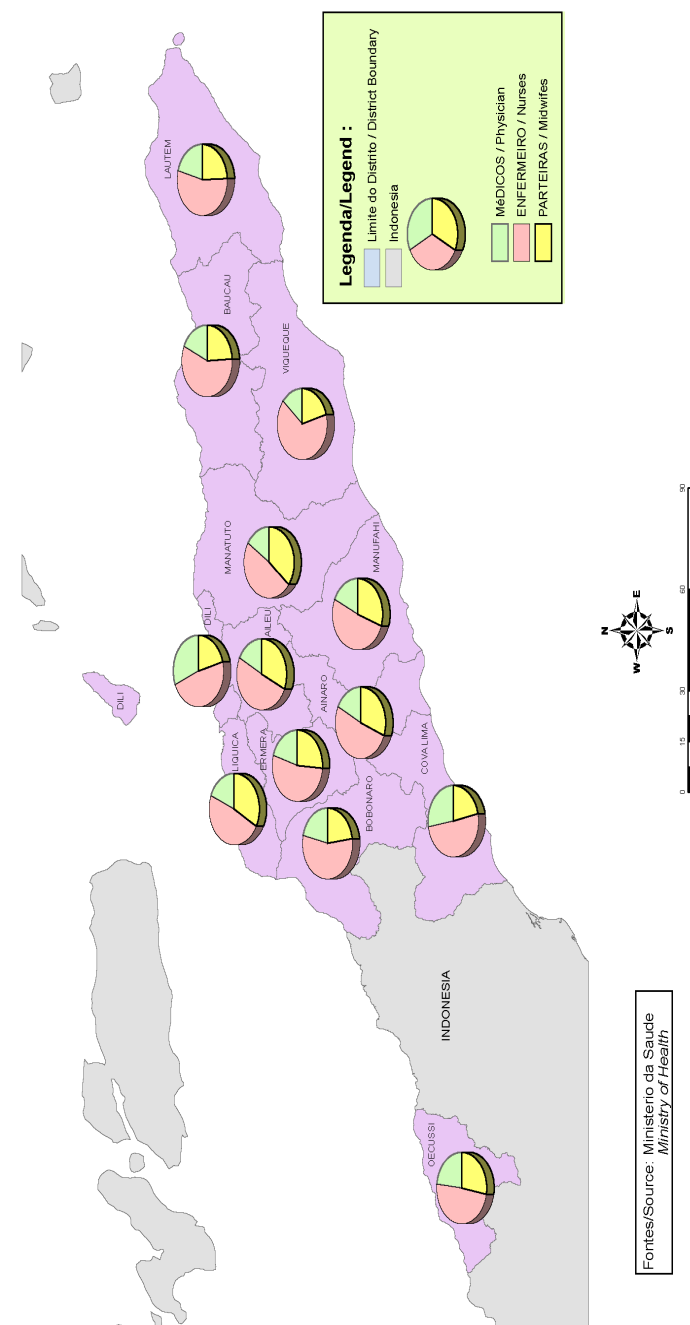 LAUTEM
BAUCAU
VIQUEQUE
MANATUTO
MANUFAHI
DILI
AILEU
DILI
AINARO
LIQUICA
ERMERA
COVALIMA
BOBONARO
INDONESIA
OECUSSI
Legenda/Legend :
Limite do Distrito / District Boundary
Indonesia
MéDICOS / Physician
ENFERMEIRO / Nurses
PARTEIRAS / Midwifes
N
W E
S
0 15 30 60 90
Fontes/Source: Ministerio da Saude
Ministry of Health